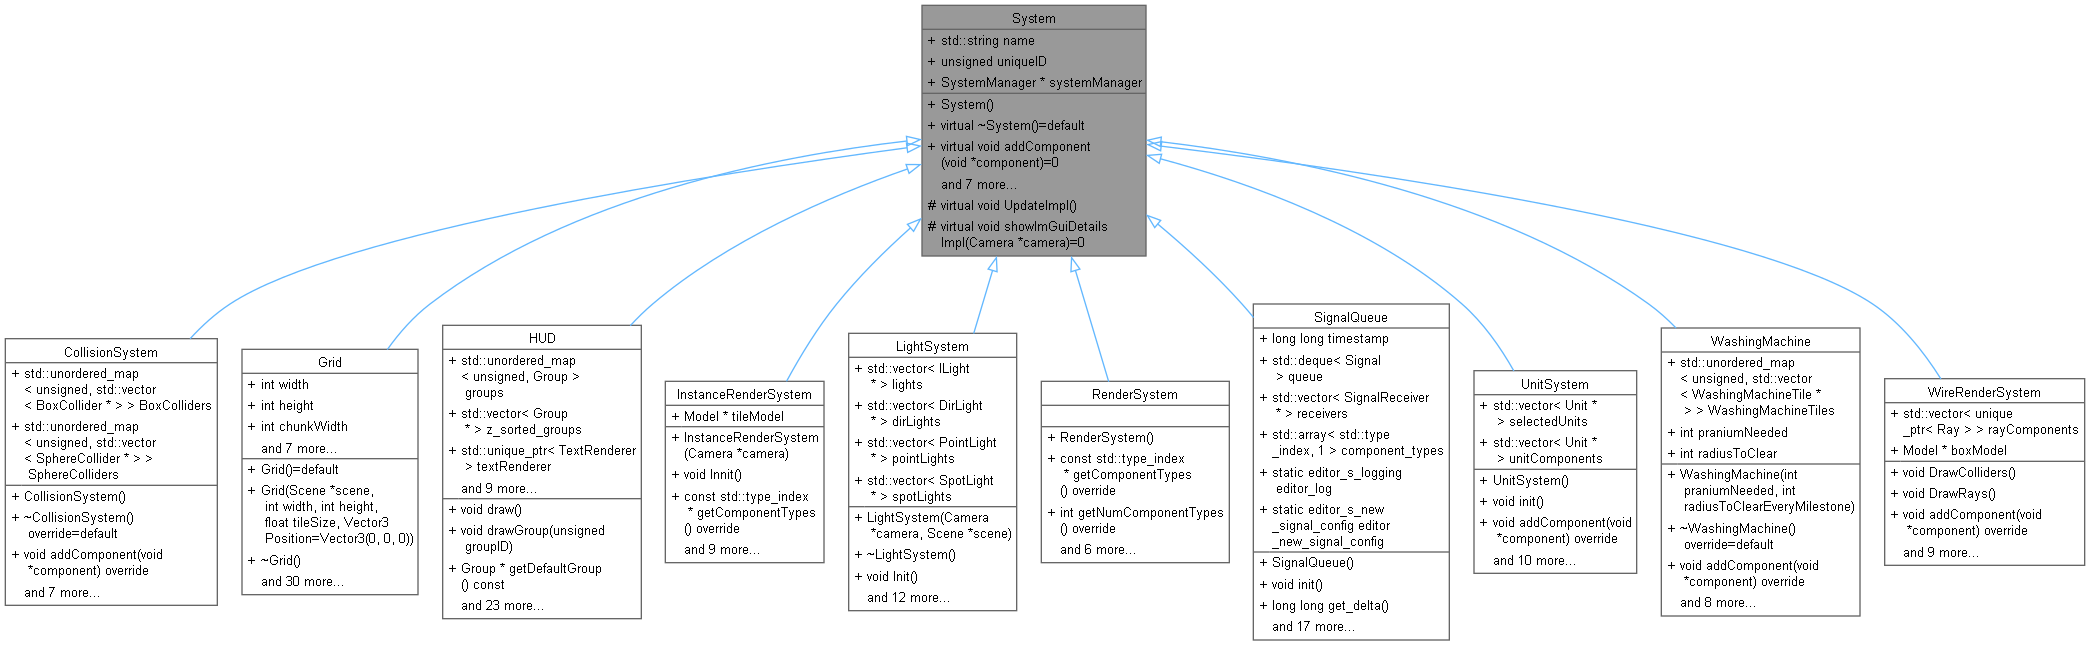 System
+ std::string name
+ unsigned uniqueID
+ SystemManager * systemManager
+ System()
+ virtual ~System()=default
+ virtual void addComponent
(void *component)=0
and 7 more...
# virtual void UpdateImpl()
# virtual void showImGuiDetails
Impl(Camera *camera)=0
CollisionSystem
+ std::unordered_map
< unsigned, std::vector
< BoxCollider * > > BoxColliders
+ std::unordered_map
< unsigned, std::vector
< SphereCollider * > >
SphereColliders
+ CollisionSystem()
+ ~CollisionSystem()
override=default
+ void addComponent(void
*component) override
and 7 more...
Grid
+ int width
+ int height
+ int chunkWidth
and 7 more...
+ Grid()=default
+ Grid(Scene *scene,
int width, int height,
float tileSize, Vector3
Position=Vector3(0, 0, 0))
+ ~Grid()
and 30 more...
HUD
+ std::unordered_map
< unsigned, Group >
groups
+ std::vector< Group
* > z_sorted_groups
+ std::unique_ptr< TextRenderer
> textRenderer
and 9 more...
+ void draw()
+ void drawGroup(unsigned
groupID)
+ Group * getDefaultGroup
() const
and 23 more...
InstanceRenderSystem
+ Model * tileModel
+ InstanceRenderSystem
(Camera *camera)
+ void Innit()
+ const std::type_index
* getComponentTypes
() override
and 9 more...
LightSystem
+ std::vector< ILight
* > lights
+ std::vector< DirLight
* > dirLights
+ std::vector< PointLight
* > pointLights
+ std::vector< SpotLight
* > spotLights
+ LightSystem(Camera
*camera, Scene *scene)
+ ~LightSystem()
+ void Init()
and 12 more...
RenderSystem
+ RenderSystem()
+ const std::type_index
* getComponentTypes
() override
+ int getNumComponentTypes
() override
and 6 more...
SignalQueue
+ long long timestamp
+ std::deque< Signal
> queue
+ std::vector< SignalReceiver
* > receivers
+ std::array< std::type
_index, 1 > component_types
+ static editor_s_logging
editor_log
+ static editor_s_new
_signal_config editor
_new_signal_config
+ SignalQueue()
+ void init()
+ long long get_delta()
and 17 more...
UnitSystem
+ std::vector< Unit *
> selectedUnits
+ std::vector< Unit *
> unitComponents
+ UnitSystem()
+ void init()
+ void addComponent(void
*component) override
and 10 more...
WashingMachine
+ std::unordered_map
< unsigned, std::vector
< WashingMachineTile *
> > WashingMachineTiles
+ int praniumNeeded
+ int radiusToClear
+ WashingMachine(int
praniumNeeded, int
radiusToClearEveryMilestone)
+ ~WashingMachine()
override=default
+ void addComponent(void
*component) override
and 8 more...
WireRenderSystem
+ std::vector< unique
_ptr< Ray > > rayComponents
+ Model * boxModel
+ void DrawColliders()
+ void DrawRays()
+ void addComponent(void
*component) override
and 9 more...